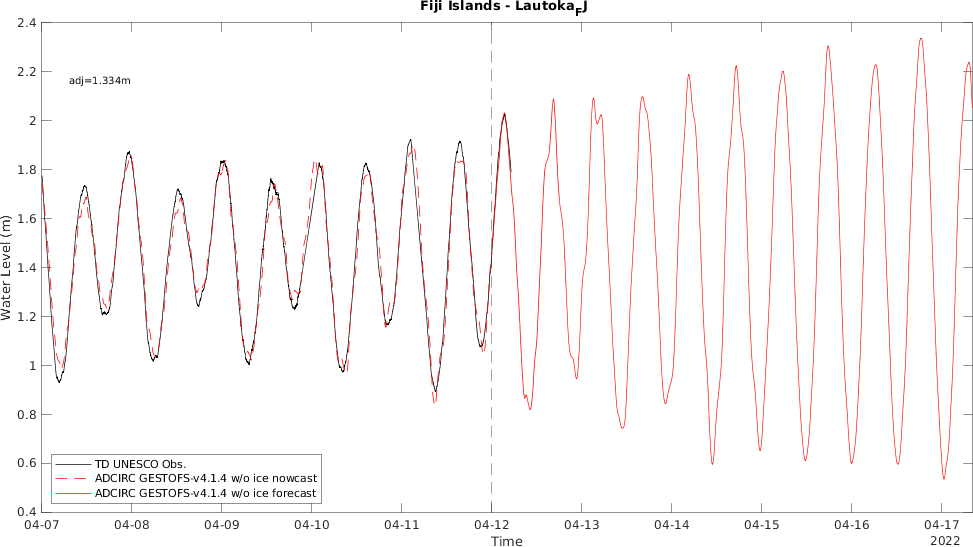 Fiji Islands - Lautoka_FJ
2.4
2.2
2
1.8
1.6
1.4
1.2
1
0.8
0.6
0.4
Water Level (m)
adj=1.334m
TD UNESCO Obs.
ADCIRC GESTOFS-v4.1.4 w/o ice nowcast
ADCIRC GESTOFS-v4.1.4 w/o ice forecast
04-07 04-08 04-09 04-10 04-11 04-12 04-13 04-14 04-15 04-16 04-17
Time
2022